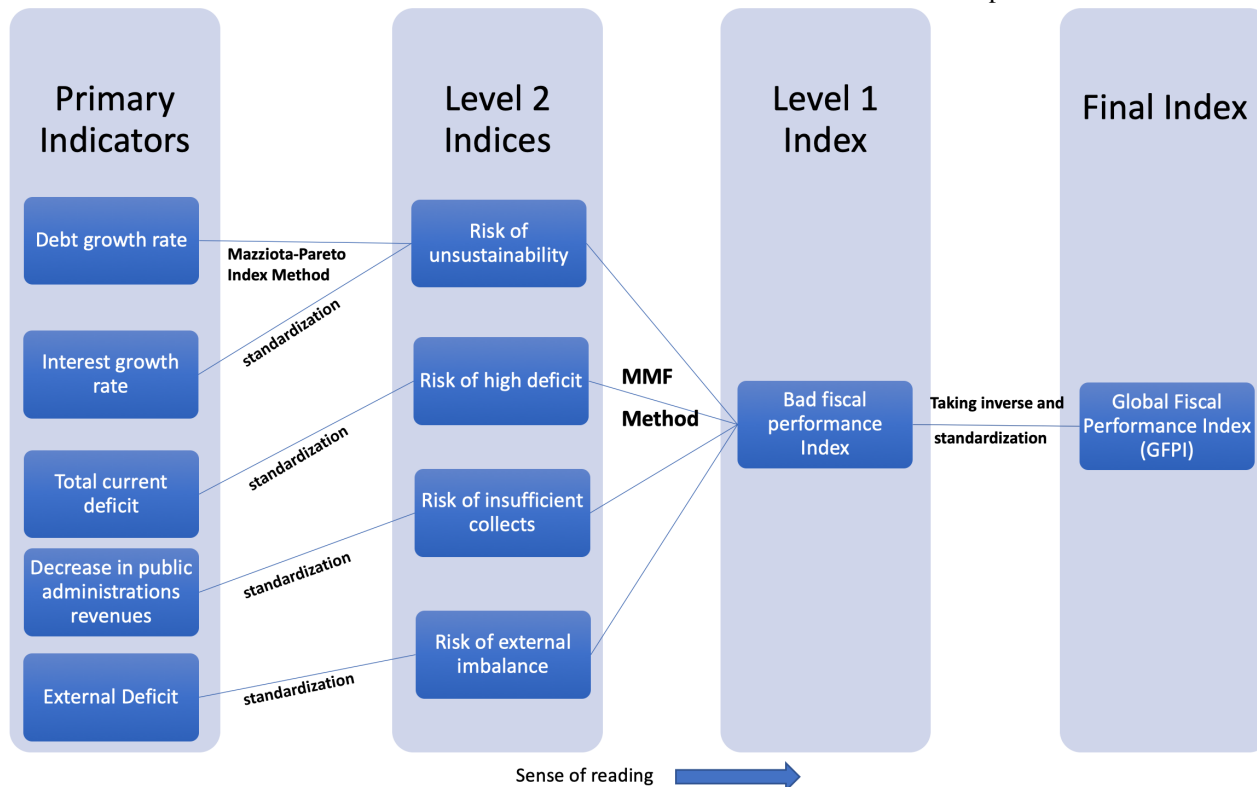 Primary
Indicators
Debt growth rate
Interest growth
rate
Total current
deficit
Decrease in public
administrations
revenues
External Deficit
Mazziota-Pareto
Index Method
standardization
standardization
standardization
standardization
Level 2
Indices
Risk of
unsustainability
Risk of high deficit
Risk of insufficient
collects
Risk of external
imbalance
MMF
Method
Level 1
Index
Bad fiscal
performance
Index
Taking inverse and
standardization
Final Index
Global Fiscal
Performance Index
(GFPI)
Sense of reading